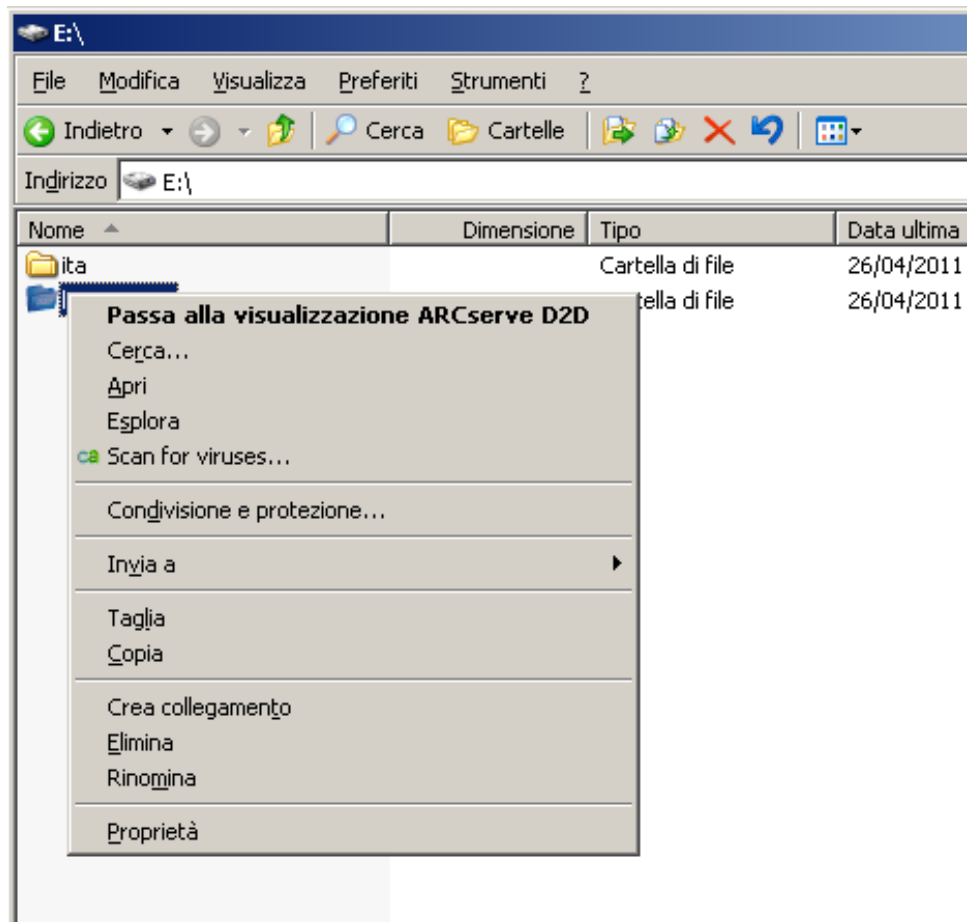 E:\
File Modifica Visualizza Preferiti Strumenti ?
Indietro Cerca Cartelle
Indirizzo E:\
Nome Dimensione Tipo Data ultima
ita Cartella di file 26/04/2011
di file 26/04/2011
Passa alla visualizzazione ARCserve D2D
Cerca...
Apri
Esplora
ca Scan for viruses...
Condivisione e protezione...
Invia a
Taglia
Copia
Crea collegamento
Elimina
Rinomina
Proprietà